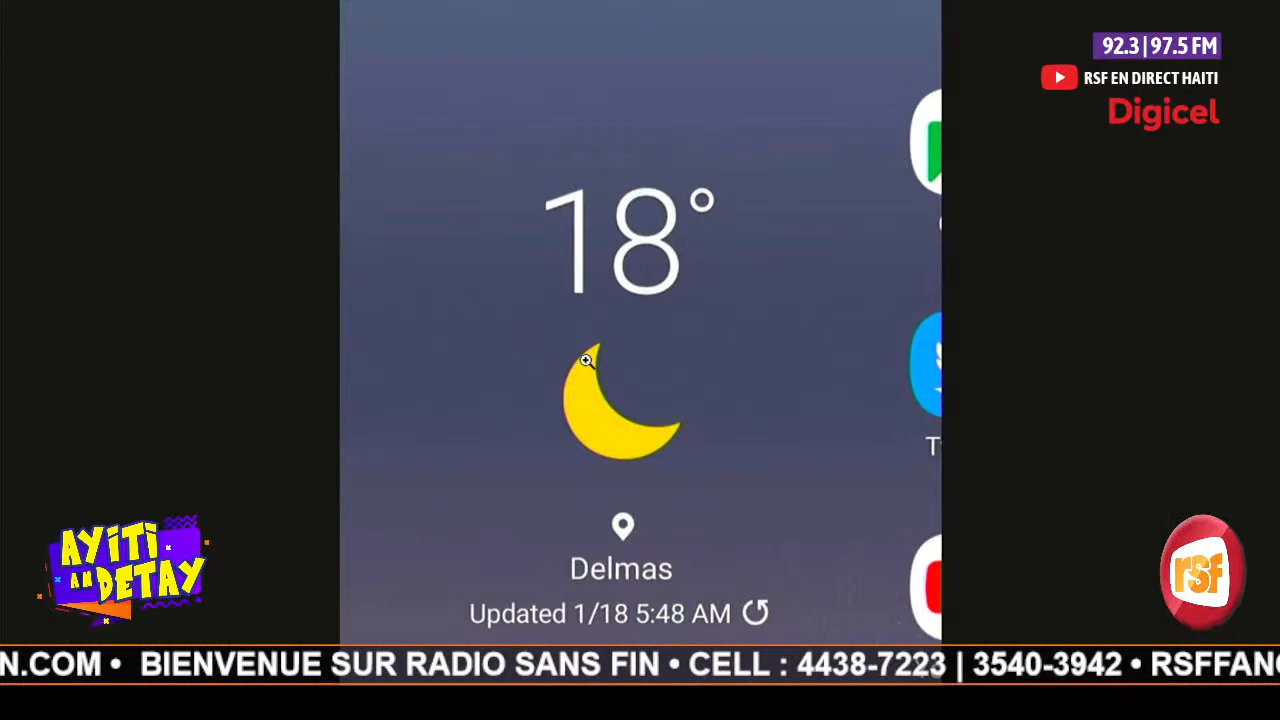 92.3|97.5 FM
RSF EN DIRECT HAITI
Digicel
18°
Delmas
Updated 1/18 5:48 AM
AYITI
AN
DETAY
rsf
N.COM • BIENVENUE SUR RADIO SANS FIN • CELL : 4438-7223 | 3540-3942 • RSFFAN